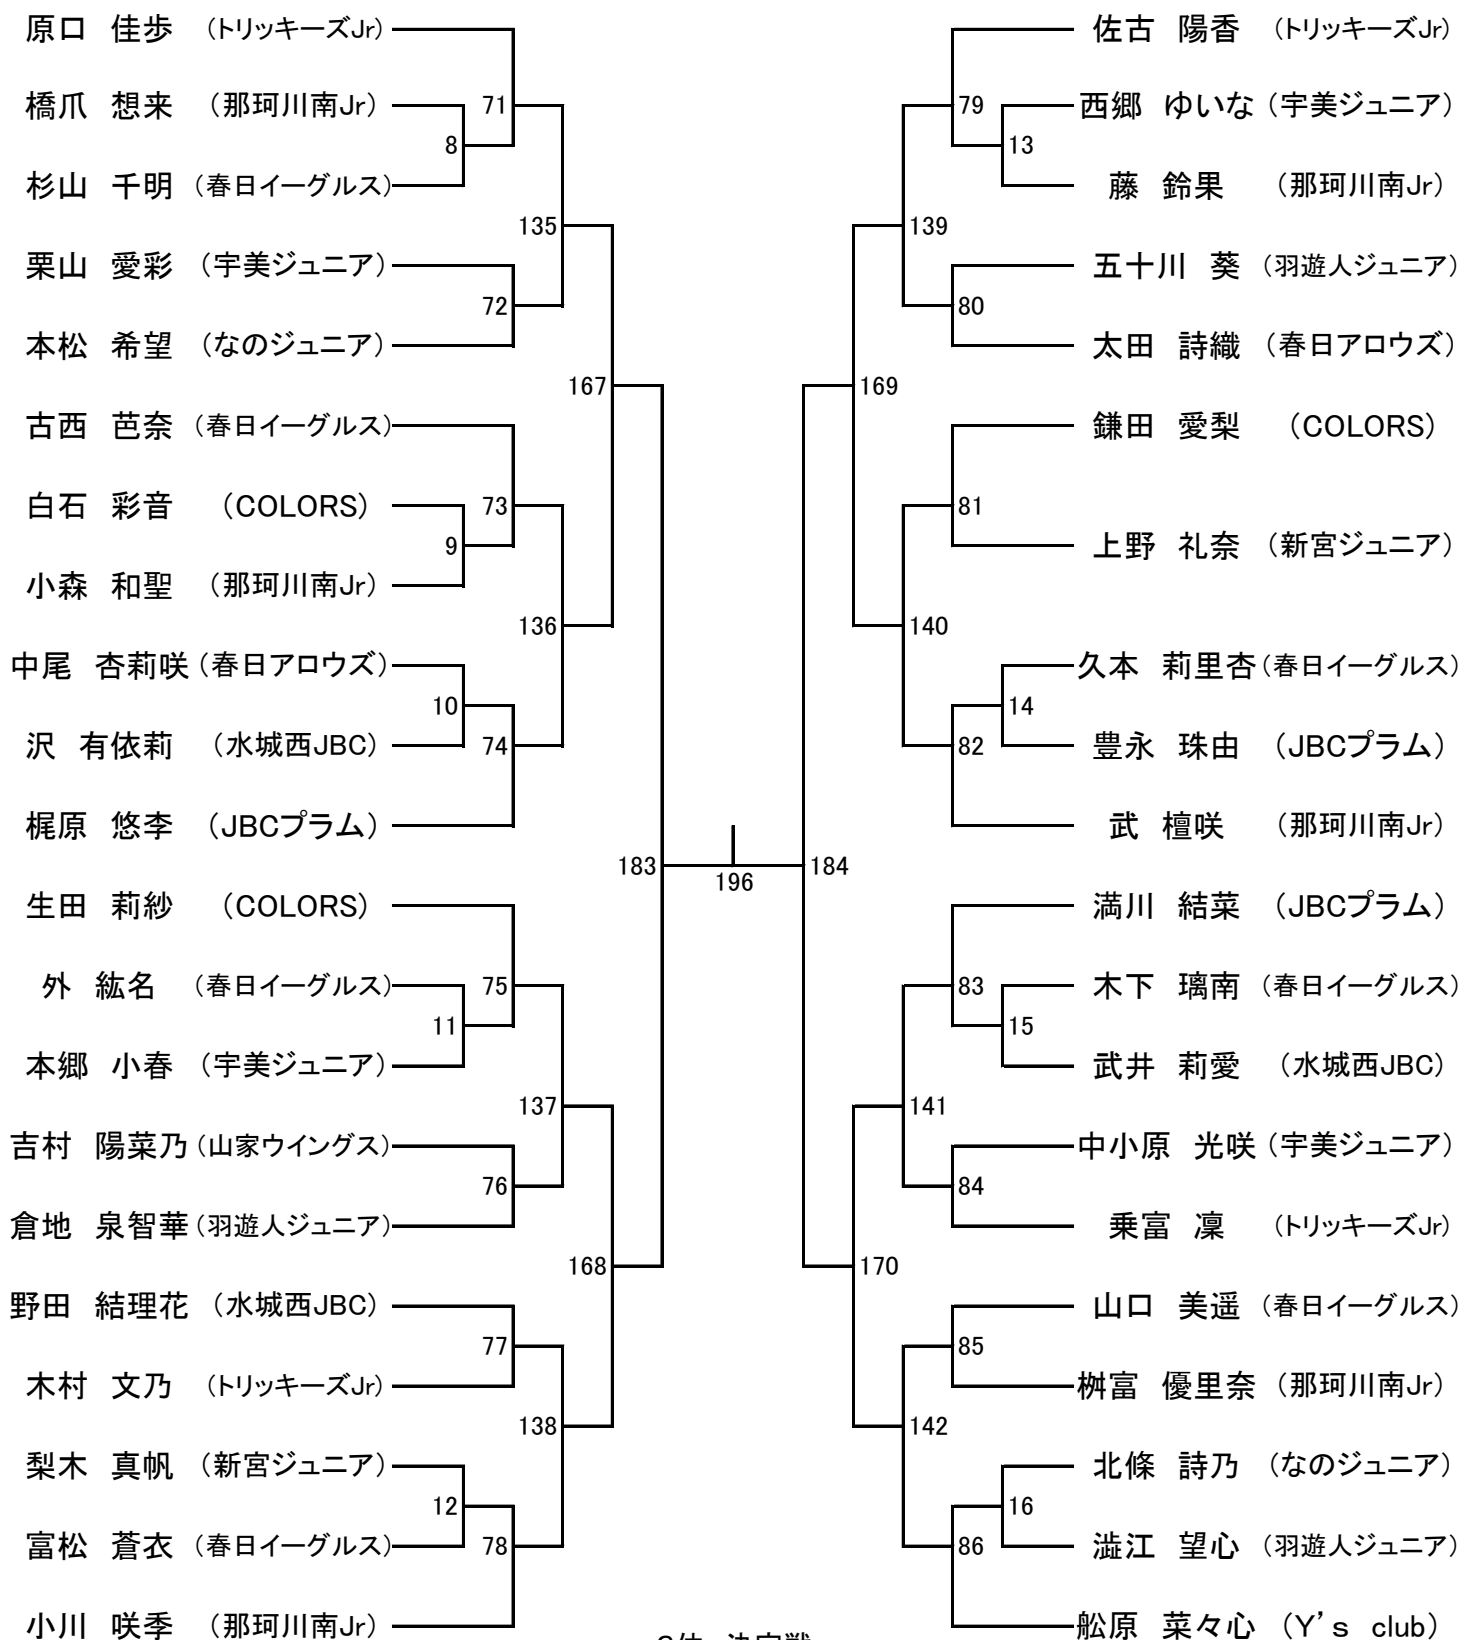 原口 佳歩 (トリッキーズJr)
橋爪 想来 (那珂川南Jr)
71
8
杉山 千明 (春日イーグルス)
135
栗山 愛彩 (宇美ジュニア)
72
本松 希望 (なのジュニア)
167
古西 芭奈 (春日イーグルス)
白石 彩音 (COLORS)
73
9
小森 和聖 (那珂川南Jr)
136
中尾 杏莉咲 (春日アロウズ)
10
沢 有依莉 (水城西JBC)
74
梶原 悠李 (JBCプラム)
183
生田 莉紗 (COLORS)
外 紘名 (春日イーグルス)
75
11
本郷 小春 (宇美ジュニア)
137
吉村 陽菜乃 (山家ウイングス)
76
倉地 泉智華 (羽遊人ジュニア)
168
野田 結理花 (水城西JBC)
77
木村 文乃 (トリッキーズJr)
138
梨木 真帆 (新宮ジュニア)
12
富松 蒼衣 (春日イーグルス)
78
小川 咲季 (那珂川南Jr)
196
佐古 陽香 (トリッキーズJr)
79
西郷 ゆいな (宇美ジュニア)
13
藤 鈴果 (那珂川南Jr)
139
五十川 葵 (羽遊人ジュニア)
80
太田 詩織 (春日アロウズ)
169
鎌田 愛梨 (COLORS)
81
上野 礼奈 (新宮ジュニア)
140
久本 莉里杏 (春日イーグルス)
14
82
豊永 珠由 (JBCプラム)
武 檀咲 (那珂川南Jr)
184
満川 結菜 (JBCプラム)
83
木下 璃南 (春日イーグルス)
15
武井 莉愛 (水城西JBC)
141
中小原 光咲 (宇美ジュニア)
84
乗富 凜 (トリッキーズJr)
170
山口 美遥 (春日イーグルス)
85
桝富 優里奈 (那珂川南Jr)
142
北條 詩乃 (なのジュニア)
16
86
澁江 望心 (羽遊人ジュニア)
舩原 菜々心 (Y's club)